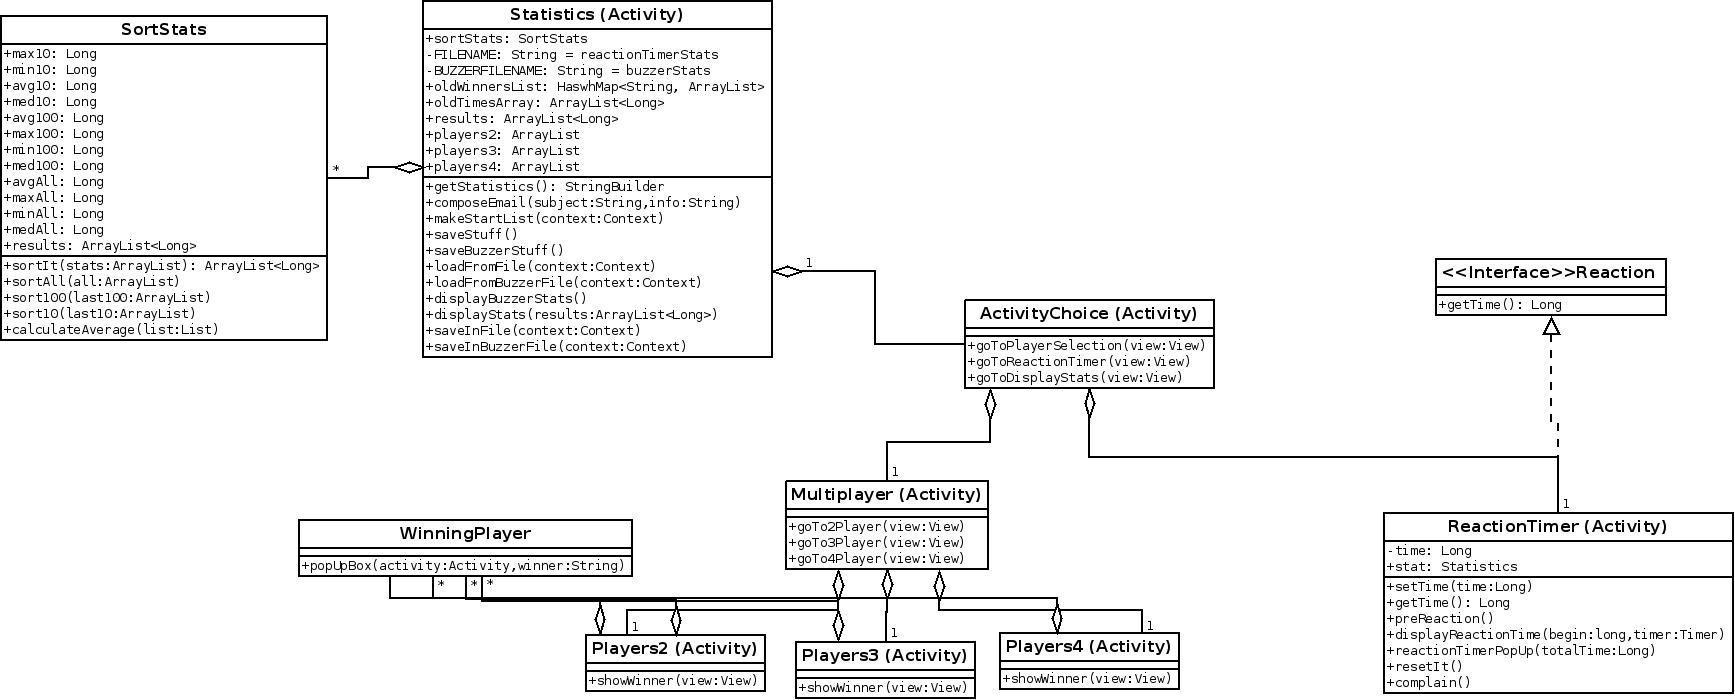 SortStats
+max10: Long
+min10: Long
+avg10: Long
+med10: Long
+avg100: Long
+max100: Long
+min100: Long
+med100: Long
+avgAll: Long
+maxAll: Long
+minAll: Long
+medAll: Long
+results: ArrayList<Long>
+sortIt(stats:ArrayList): ArrayList<Long>
+sortAll(all:ArrayList)
+sort100(last100:ArrayList)
+sort10(last10:ArrayList)
+calculateAverage(list:List)
*
Statistics (Activity)
+sortStats: SortStats
-FILENAME: String = reactionTimerStats
-BUZZERFILENAME: String = buzzerStats
+oldWinnersList: HaswhMap<String, ArrayList>
+oldTimesArray: ArrayList<Long>
+results: ArrayList<Long>
+players2: ArrayList
+players3: ArrayList
+players4: ArrayList
+getStatistics(): StringBuilder
+composeEmail(subject:String,info:String)
+makeStartList(context:Context)
+saveStuff()
+saveBuzzerStuff()
+loadFromFile(context:Context)
+loadFromBuzzerFile(context:Context)
+displayBuzzerStats()
+displayStats(results:ArrayList<Long>)
+saveInFile(context:Context)
+saveInBuzzerFile(context:Context)
1
ActivityChoice (Activity)
+goToPlayerSelection(view:View)
+goToReactionTimer(view:View)
+goToDisplayStats(view:View)
<<Interface>>Reaction
+getTime(): Long
1
Multiplayer (Activity)
+goTo2Player(view:View)
+goTo3Player(view:View)
+goTo4Player(view:View)
1
ReactionTimer (Activity)
-time: Long
+stat: Statistics
+setTime(time:Long)
+getTime(): Long
+preReaction()
+displayReactionTime(begin:long,timer:Timer)
+reactionTimerPopUp(totalTime:Long)
+resetIt()
+complain()
WinningPlayer
+popUpBox(activity:Activity,winner:String)
* * *
1
Players2 (Activity)
+showWinner(view:View)
1
Players3 (Activity)
+showWinner(view:View)
1
Players4 (Activity)
+showWinner(view:View)